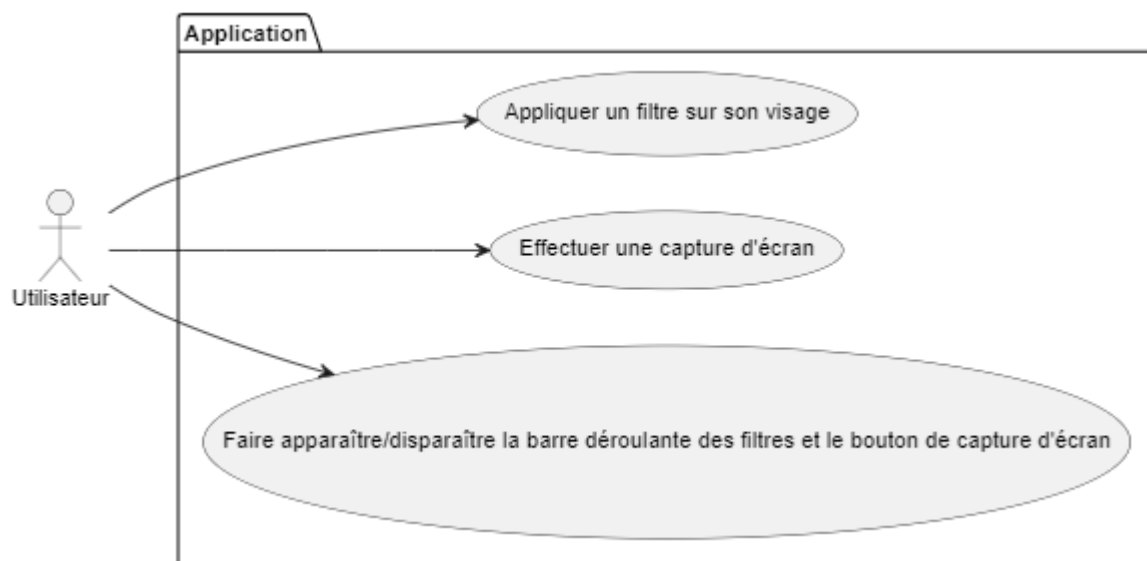 Application
Appliquer un filtre sur son visage
Effectuer une capture d'écran
Utilisateur
Faire apparaître/disparaître la barre déroulante des filtres et le bouton de capture d'écran